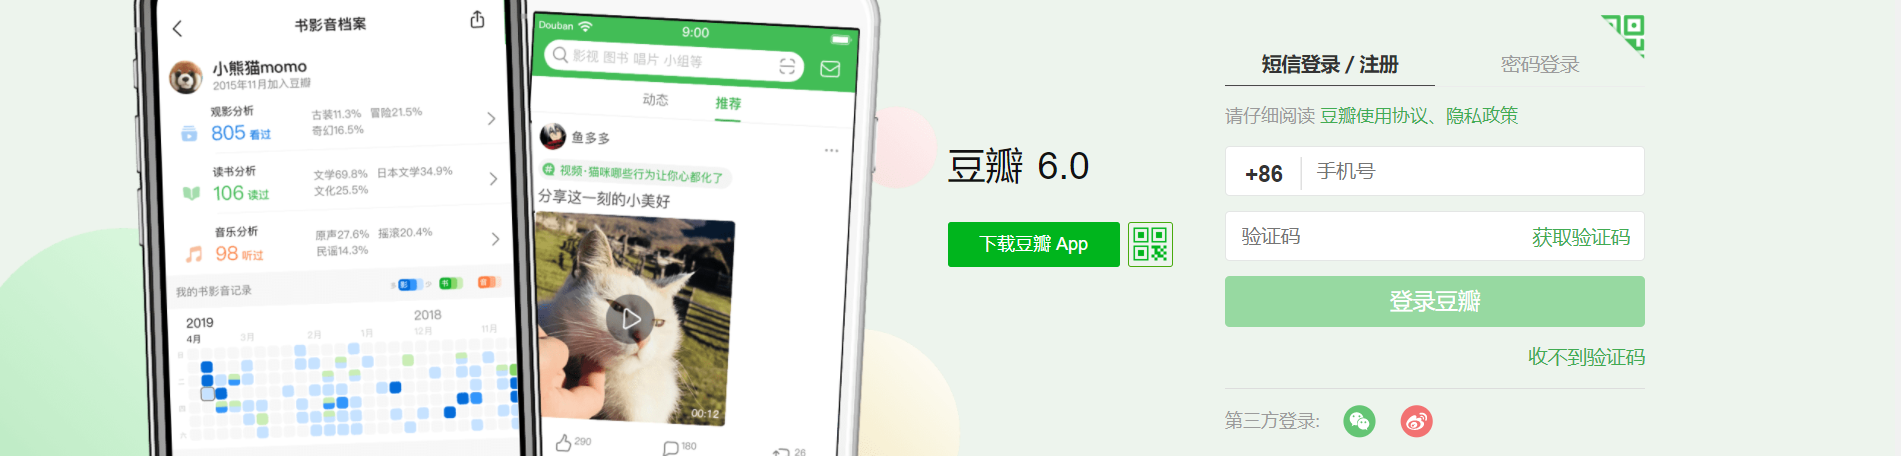 书影音档案
小熊猫momo
2015年11月加入豆瓣
观影分析
805 看过
古装11.3% 冒险21.5%
奇幻16.5%
读书分析
106 读过
文学69.8% 日本文学34.9%
文化25.5%
音乐分析
98 听过
原声27.6% 摇滚20.4%
民谣14.3%
我的书影音记录
多 影 少 书 音
2019
2018
4月 3月 2月 1月 12月 11月
Douban
9:00
影视 图书 唱片 小组等
动态
推荐
鱼多多
# 视频·猫咪哪些行为让你心都化了
分享这一刻的小美好
00:12
290
180
26
豆瓣 6.0
下载豆瓣 App
短信登录 / 注册
密码登录
请仔细阅读 豆瓣使用协议、隐私政策
+86 手机号
验证码 获取验证码
登录豆瓣
收不到验证码
第三方登录: